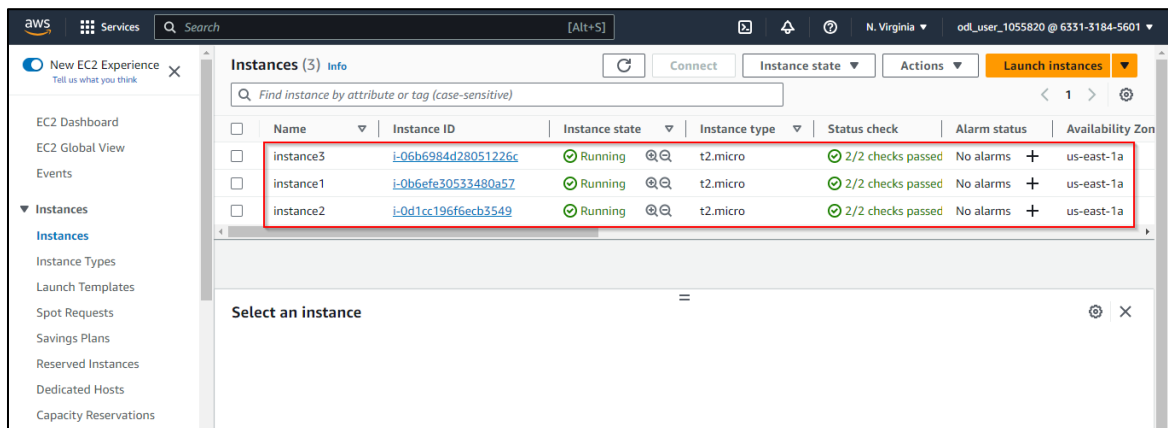 aws Services Search [Alt+S] N. Virginia ▼ odl_user_1055820 @ 6331-3184-5601 ▼
New EC2 Experience
Tell us what you think
EC2 Dashboard
EC2 Global View
Events
▼ Instances
Instances
Instance Types
Launch Templates
Spot Requests
Savings Plans
Reserved Instances
Dedicated Hosts
Capacity Reservations
Instances (3) Info Connect Instance state ▼ Actions ▼ Launch instances ▼
Find instance by attribute or tag (case-sensitive) < 1 >
Name Instance ID Instance state Instance type Status check Alarm status Availability Zon
instance3 i-06b6984d28051226c Running t2.micro 2/2 checks passed No alarms + us-east-1a
instance1 i-0b6efe30533480a57 Running t2.micro 2/2 checks passed No alarms + us-east-1a
instance2 i-0d1cc196f6ecb3549 Running t2.micro 2/2 checks passed No alarms + us-east-1a
Select an instance